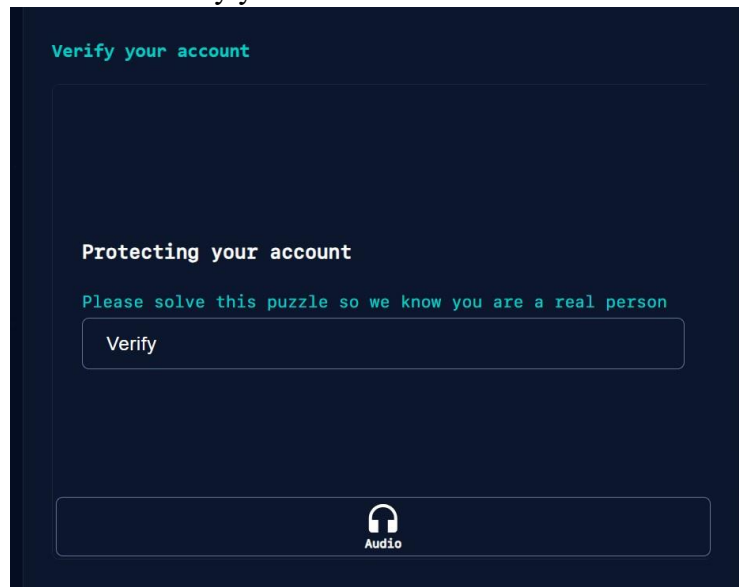 Verify your account
Protecting your account
Please solve this puzzle so we know you are a real person
Verify
Audio